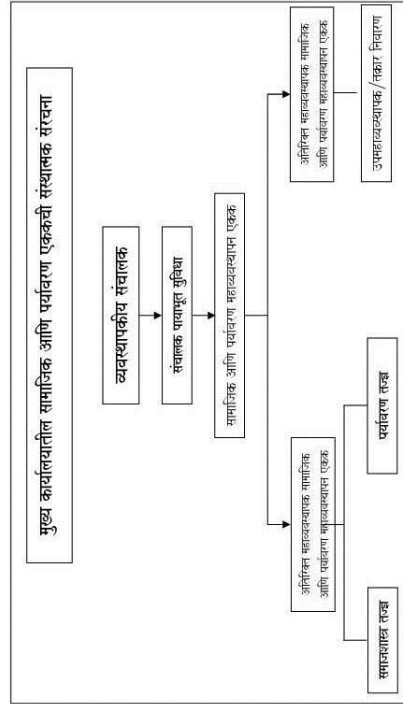 मुख्य कार्यालयातील सामाजिक आणि पर्यावरण एककची संस्थात्मक संरचना
व्यवस्थापकीय संचालक
संचालक पायाभूत सुविधा
सामाजिक आणि पर्यावरण महाव्यवस्थापन एकक
अतिरिक्त महाव्यवस्थापक सामाजिक
आणि पर्यावरण महाव्यवस्थापन एकक
अतिरिक्त महाव्यवस्थापक सामाजिक
आणि पर्यावरण महाव्यवस्थापन एकक
समाजशास्त्र तज्ज्ञ
पर्यावरण तज्ज्ञ
उपमहाव्यवस्थापक/तक्रार निवारण